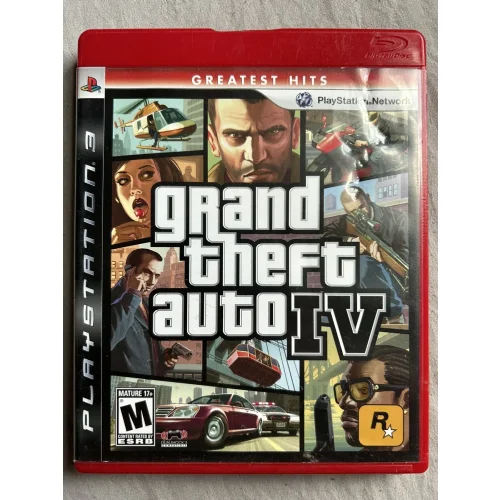 GREATEST HITS
PlayStation Network
PLAYSTATION 3
grand
theft
auto IV
MATURE 17+
M
CONTENT RATED BY
ESRB
R